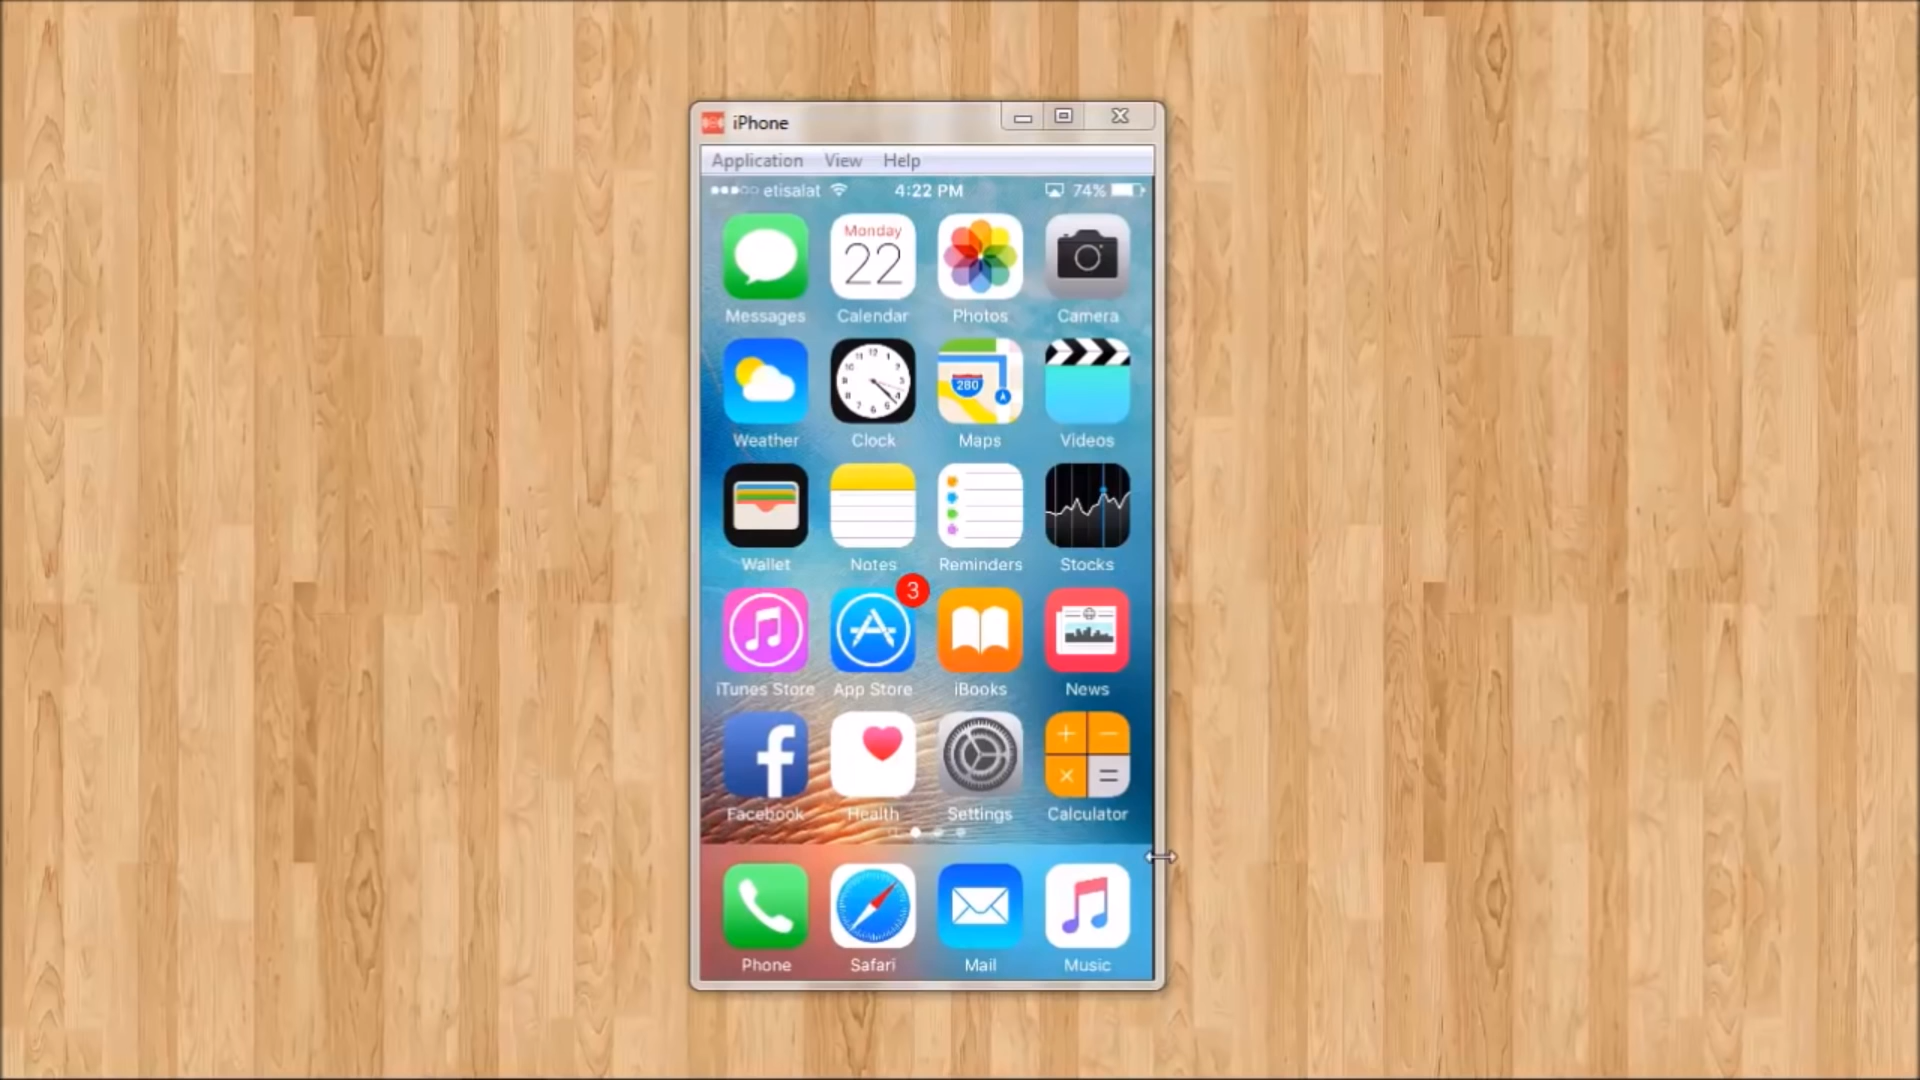 iPhone
Application View Help
etisalat 4:22 PM 74%
Monday
22
Messages Calendar Photos Camera
280
Weather Clock Maps Videos
Wallet Notes Reminders Stocks
3
iTunes Store App Store iBooks News
Facebook Health Settings Calculator
Phone Safari Mail Music